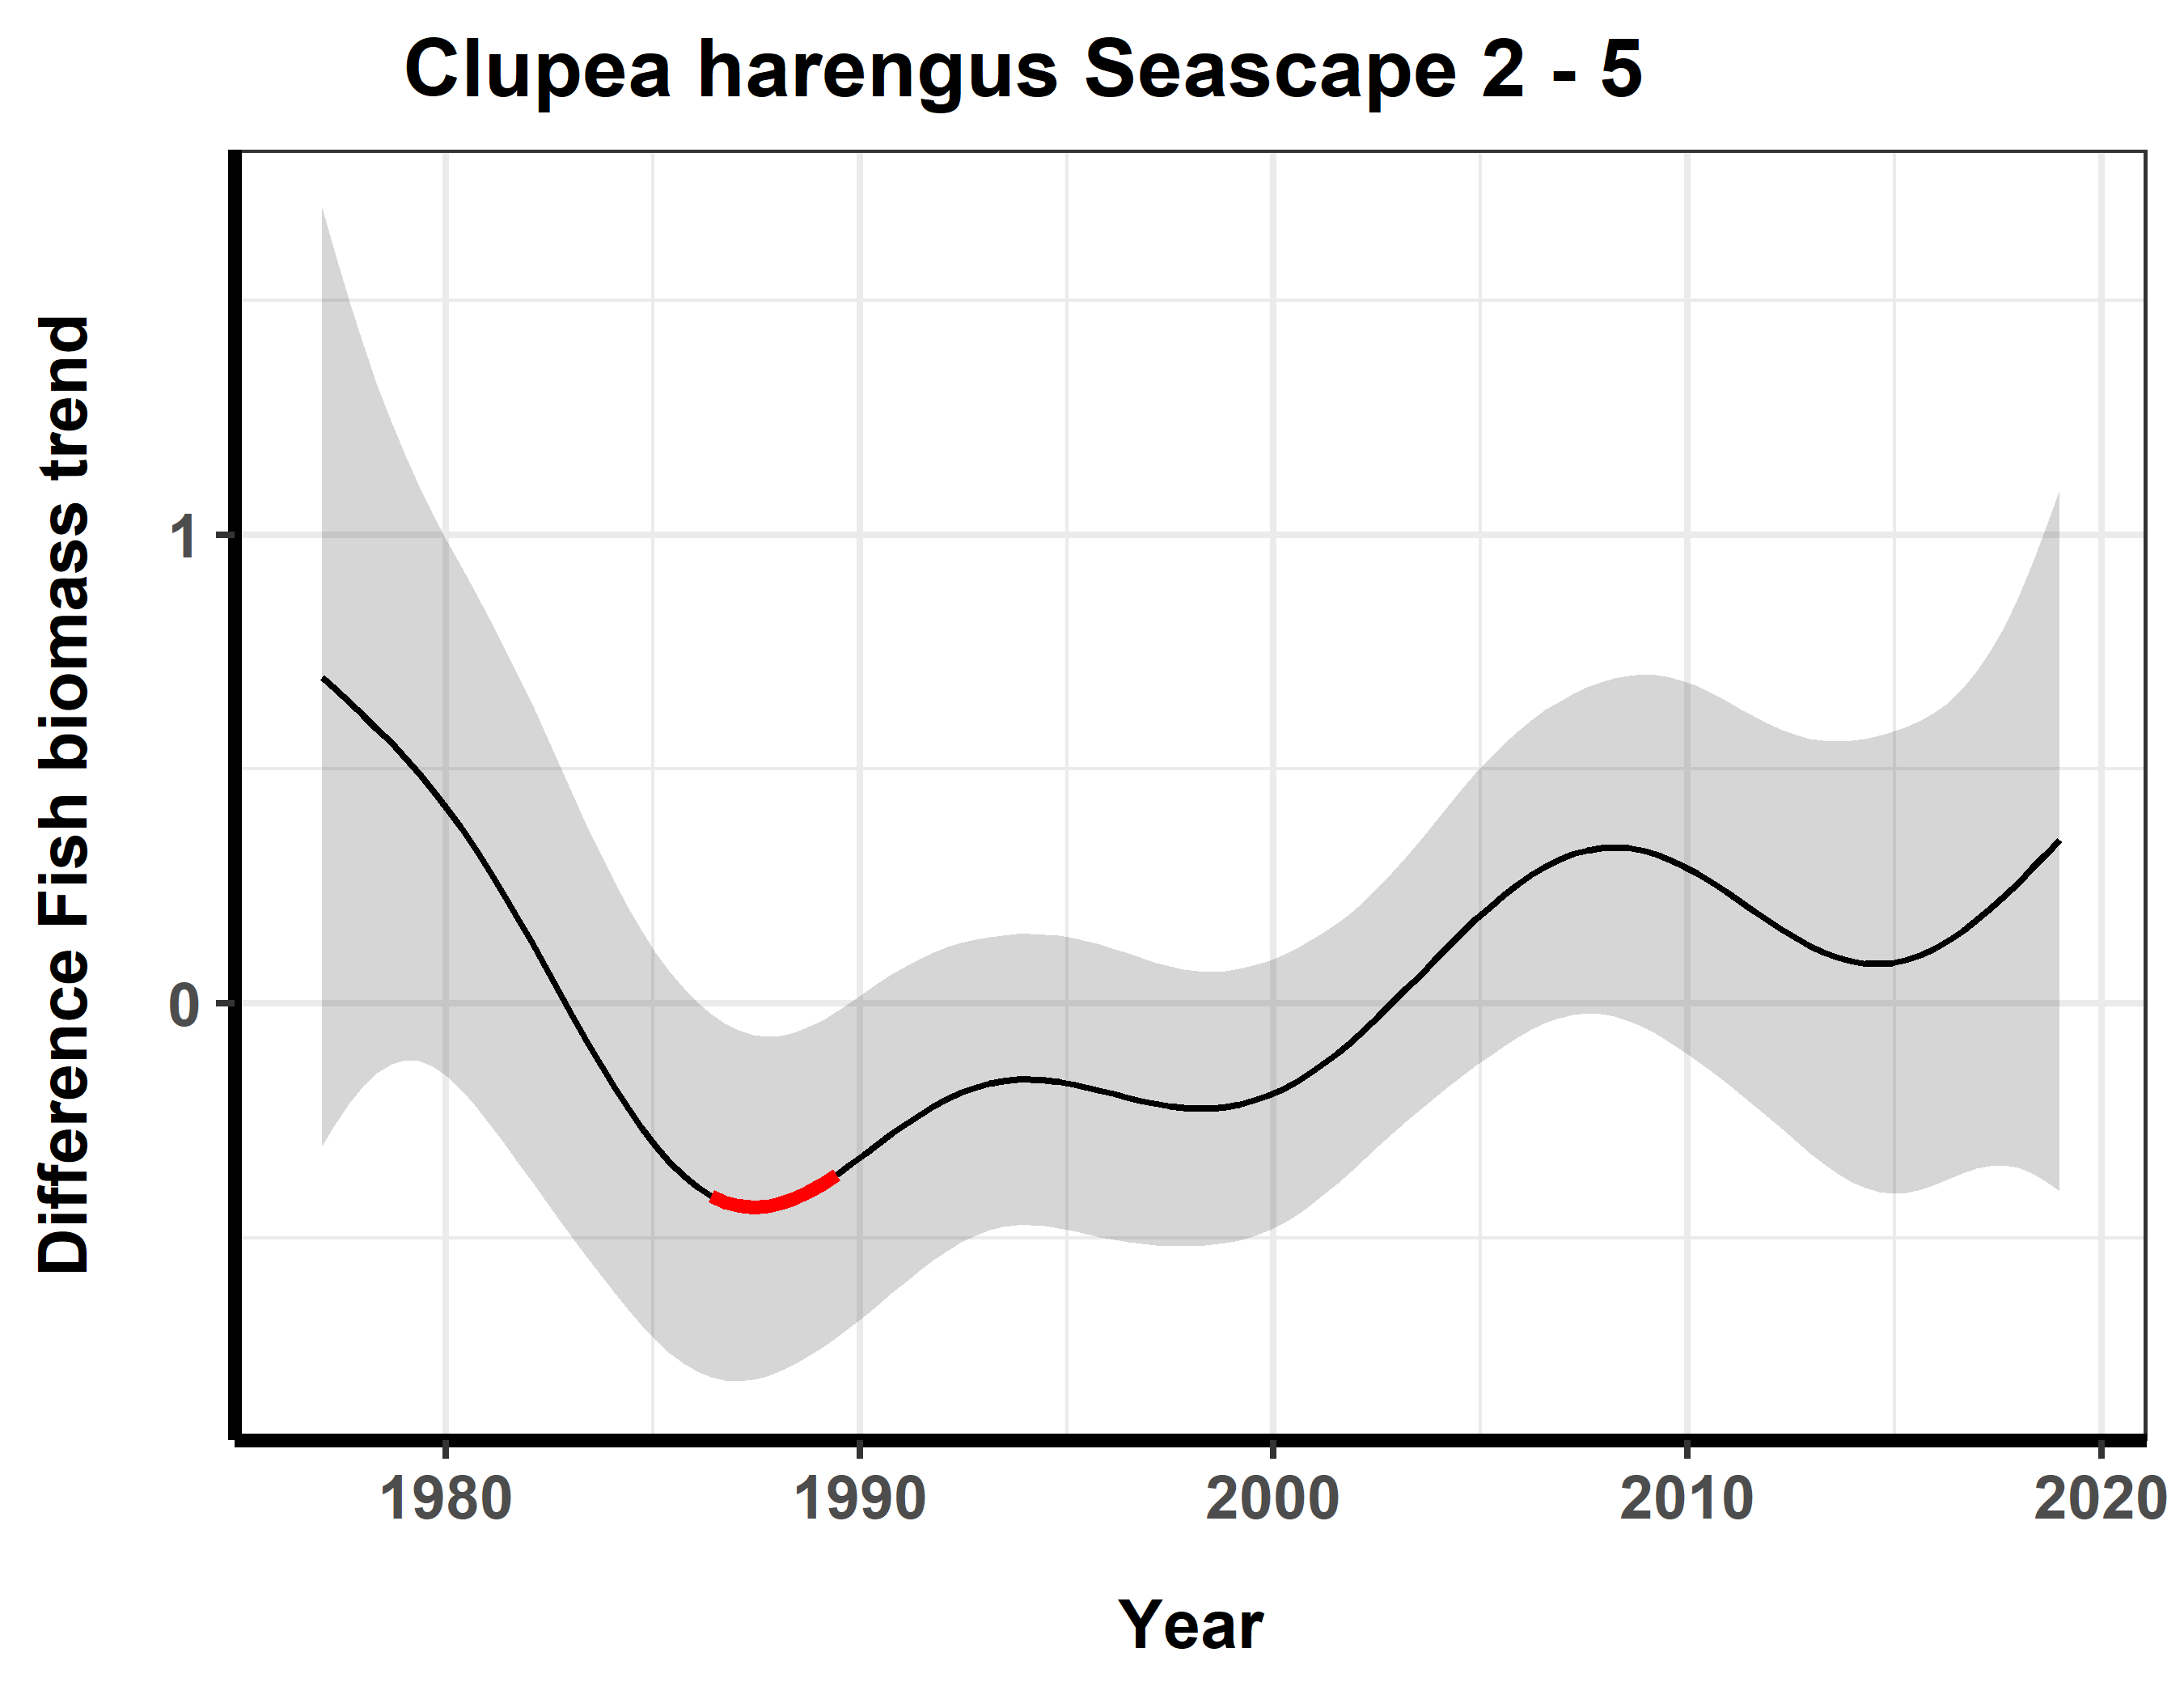 Clupea harengus Seascape 2 - 5
Difference Fish biomass trend
1
0
1980 1990 2000 2010 2020
Year